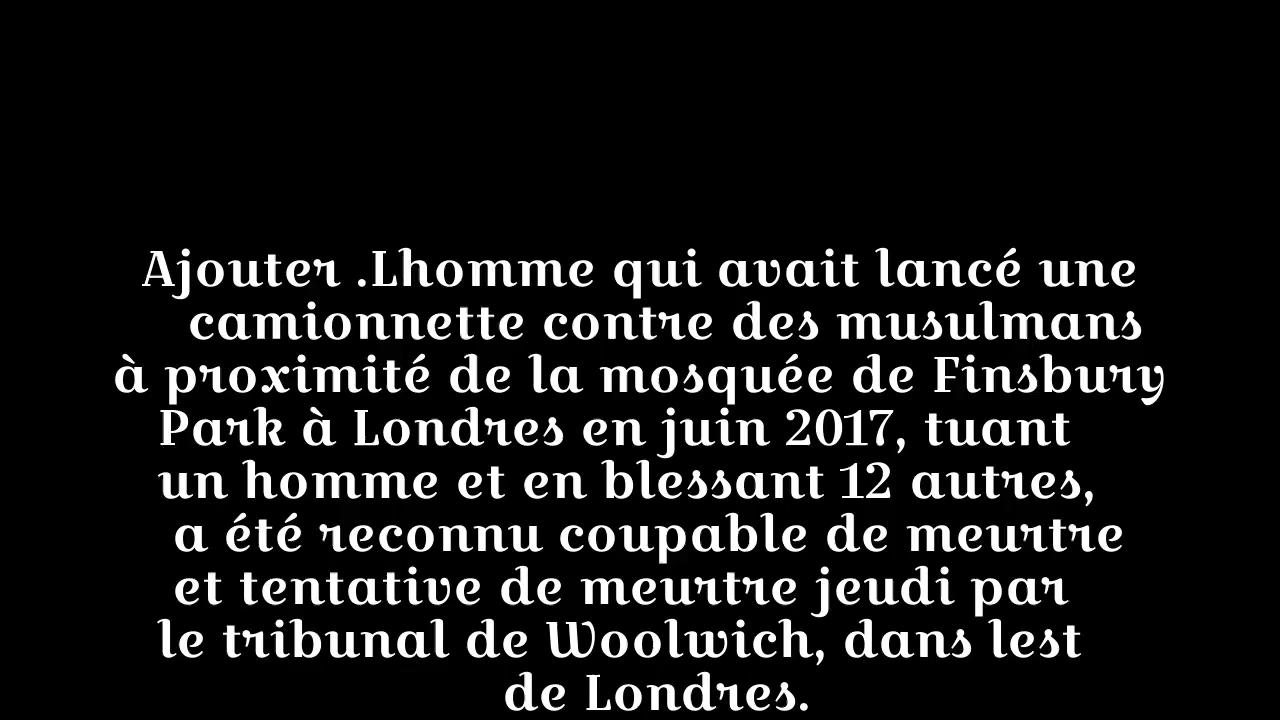 Ajouter .Lhomme qui avait lancé une
camionnette contre des musulmans
à proximité de la mosquée de Finsbury
Park à Londres en juin 2017, tuant
un homme et en blessant 12 autres,
a été reconnu coupable de meurtre
et tentative de meurtre jeudi par
le tribunal de Woolwich, dans lest
de Londres.